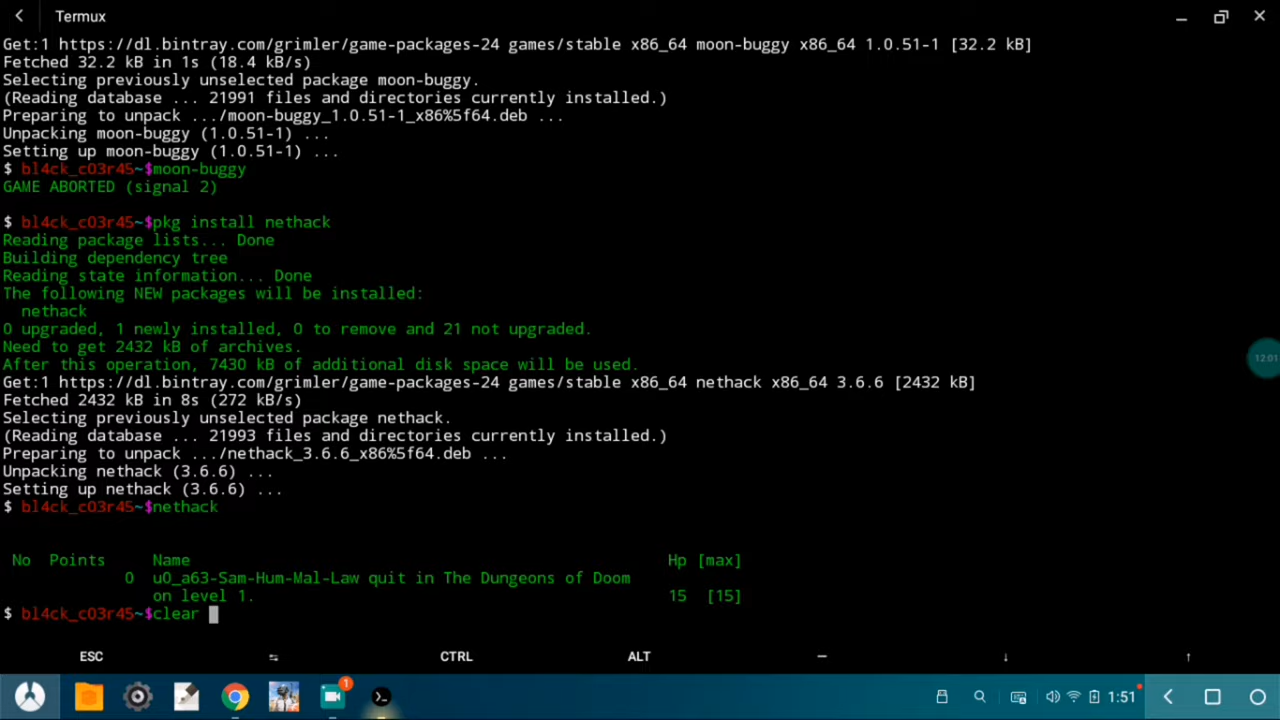 Termux
Get:1 https://dl.bintray.com/grimler/game-packages-24 games/stable x86_64 moon-buggy x86_64 1.0.51-1 [32.2 kB]
Fetched 32.2 kB in 1s (18.4 kB/s)
Selecting previously unselected package moon-buggy.
(Reading database ... 21991 files and directories currently installed.)
Preparing to unpack .../moon-buggy_1.0.51-1_x86%5f64.deb ...
Unpacking moon-buggy (1.0.51-1) ...
Setting up moon-buggy (1.0.51-1) ...
$ bl4ck_c03r45~$moon-buggy
GAME ABORTED (signal 2)
$ bl4ck_c03r45~$pkg install nethack
Reading package lists... Done
Building dependency tree
Reading state information... Done
The following NEW packages will be installed:
nethack
0 upgraded, 1 newly installed, 0 to remove and 21 not upgraded.
Need to get 2432 kB of archives.
After this operation, 7430 kB of additional disk space will be used.
Get:1 https://dl.bintray.com/grimler/game-packages-24 games/stable x86_64 nethack x86_64 3.6.6 [2432 kB]
Fetched 2432 kB in 8s (272 kB/s)
Selecting previously unselected package nethack.
(Reading database ... 21993 files and directories currently installed.)
Preparing to unpack .../nethack_3.6.6_x86%5f64.deb ...
Unpacking nethack (3.6.6) ...
Setting up nethack (3.6.6) ...
$ bl4ck_c03r45~$nethack
No Points Name Hp [max]
0 u0_a63-Sam-Hum-Mal-Law quit in The Dungeons of Doom
on level 1. 15 [15]
$ bl4ck_c03r45~$clear
12:01
ESC CTRL ALT
1
1:51